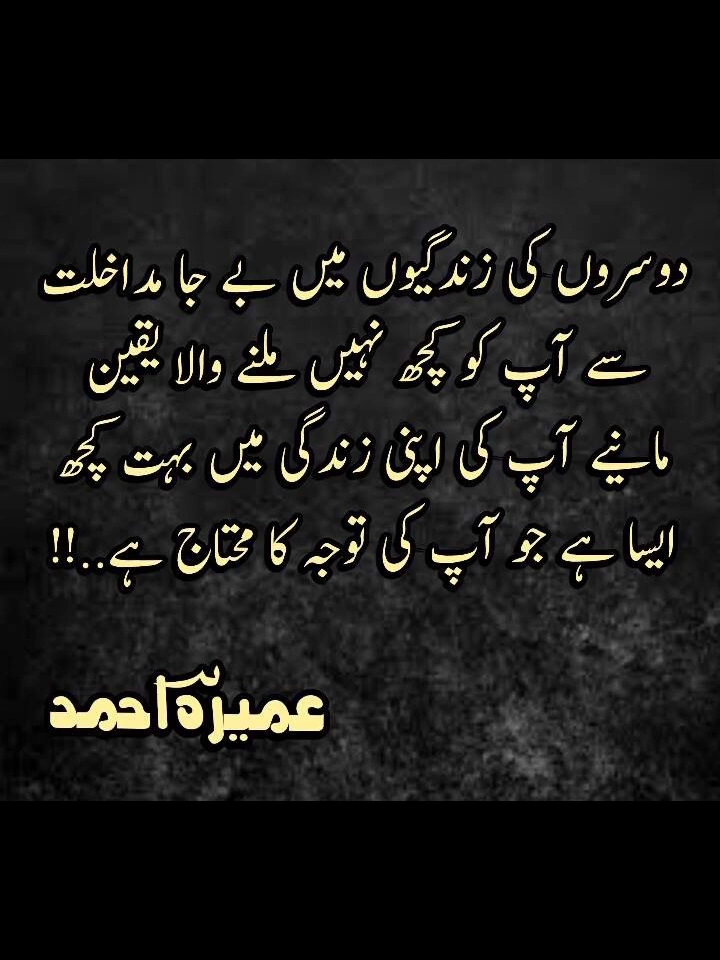 دوسروں کی زندگیوں میں بے جا مداخلت
سے آپ کو کچھ نہیں ملنے والا یقین
مانیے آپ کی اپنی زندگی میں بہت کچھ
ایسا ہے جو آپ کی توجہ کا محتاج ہے..!!
عمیرہ احمد